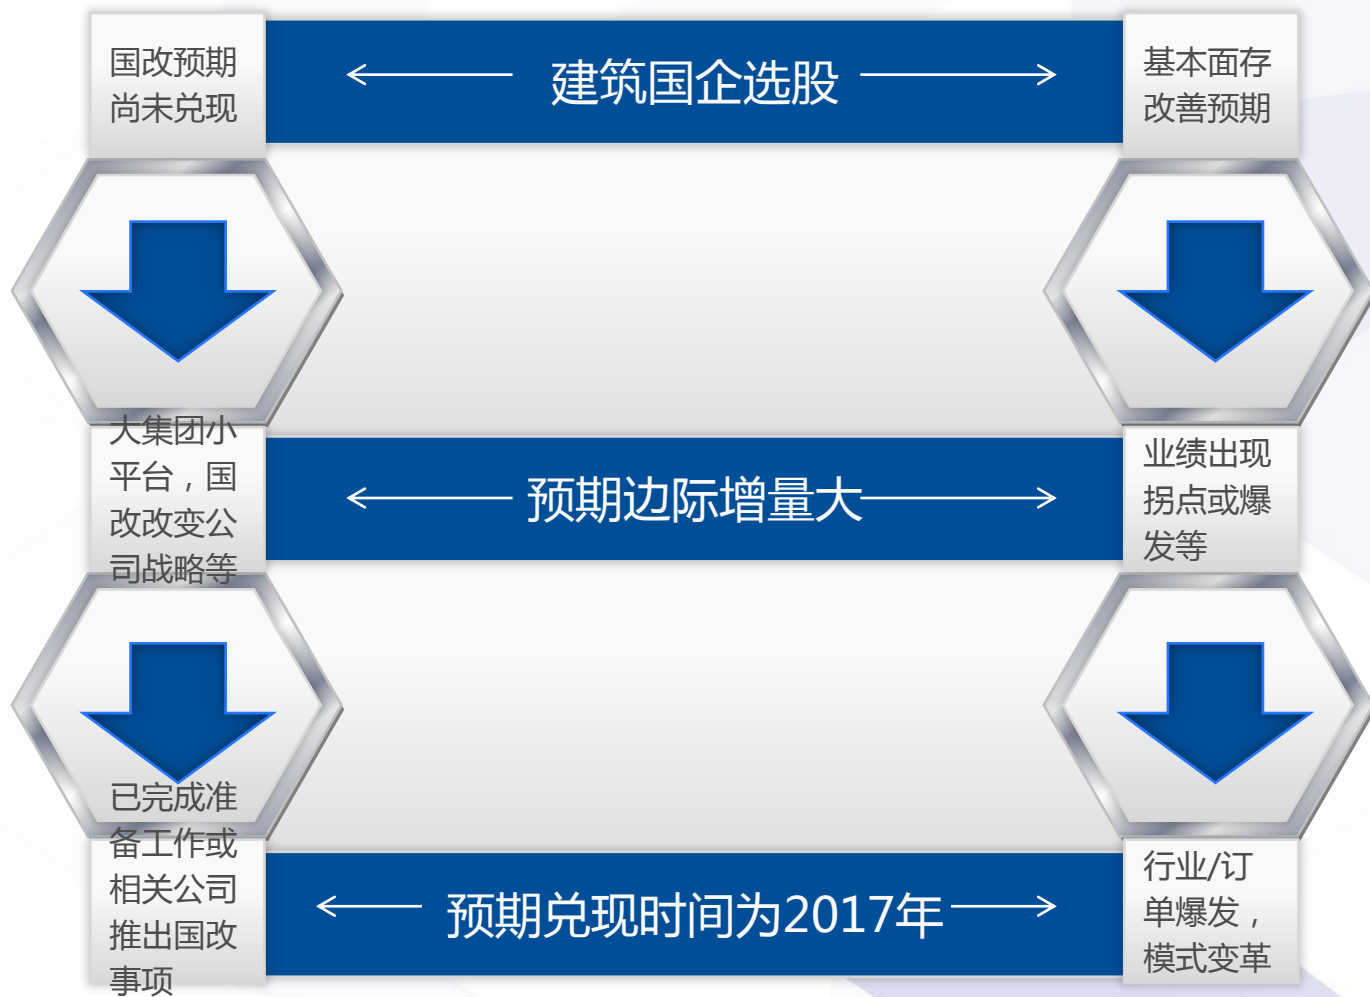 国改预期
尚未兑现
建筑国企选股
基本面存
改善预期
大集团小
平台，国
改改变公
司战略等
预期边际增量大
业绩出现
拐点或爆
发等
已完成准
备工作或
相关公司
推出国改
事项
预期兑现时间为2017年
行业/订
单爆发，
模式变革